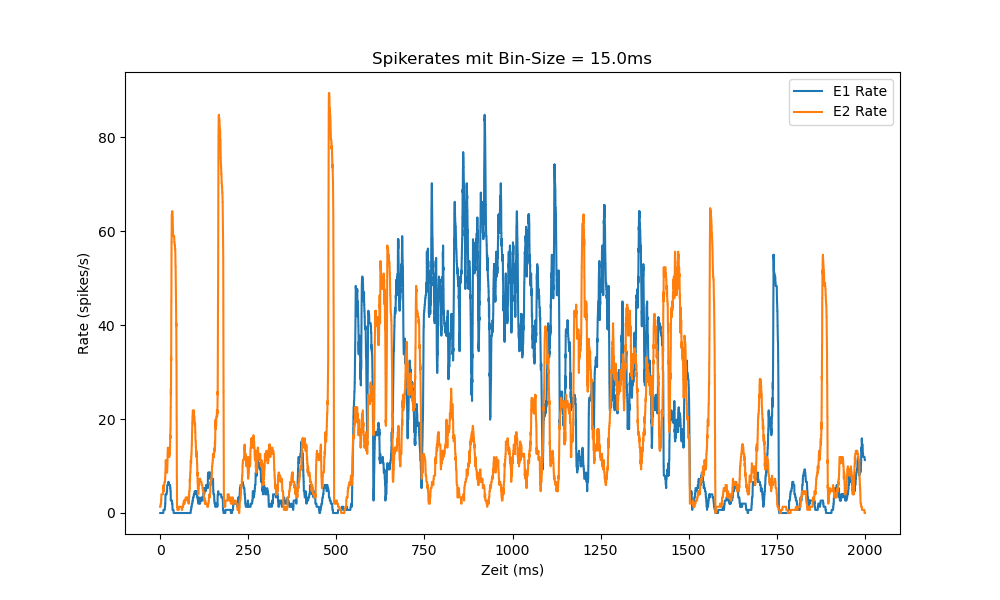 Spikerates mit Bin-Size = 15.0ms
E1 Rate
E2 Rate
80
60
40
20
0
Rate (spikes/s)
0 250 500 750 1000 1250 1500 1750 2000
Zeit (ms)